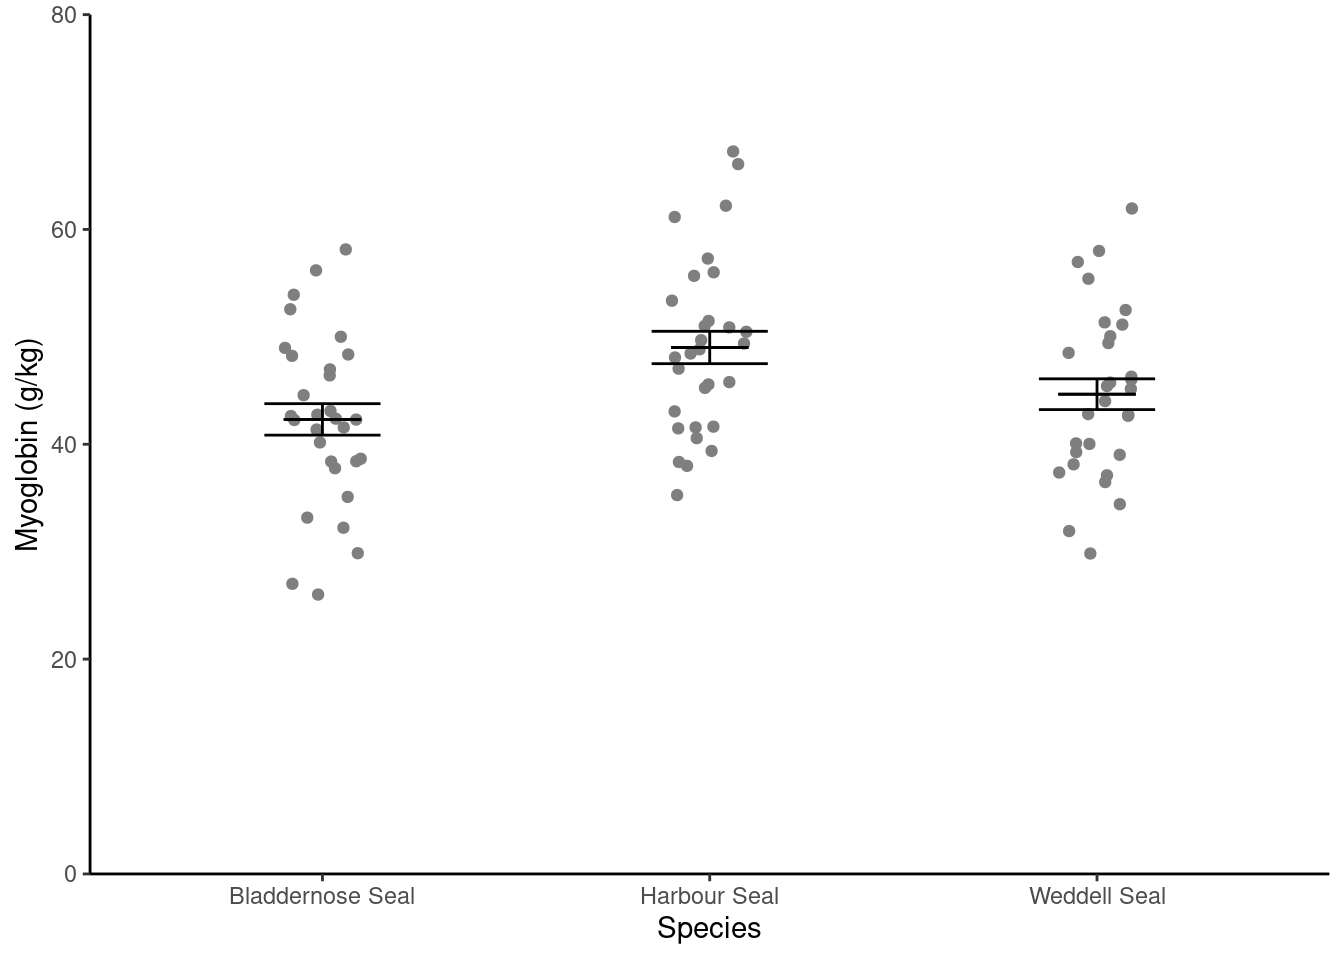 80
60
40
20
0
Myoglobin (g/kg)
Bladdernose Seal
Harbour Seal
Weddell Seal
Species